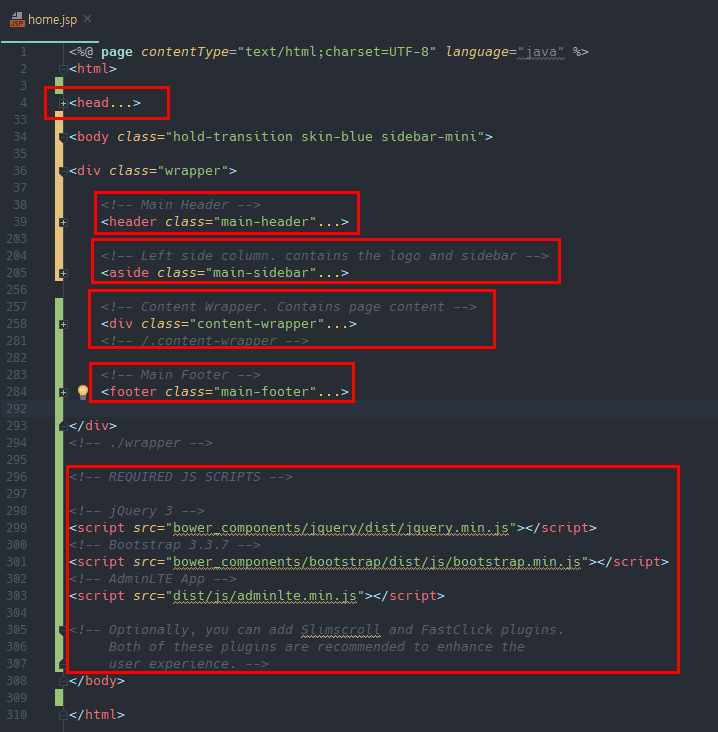 home.jsp
1 <%@ page contentType="text/html;charset=UTF-8" language="java" %>
2 <html>
3
4 <head...>
33
34 <body class="hold-transition skin-blue sidebar-mini">
35
36 <div class="wrapper">
37
38 <!-- Main Header -->
39 <header class="main-header"...>
203
204 <!-- Left side column. contains the logo and sidebar -->
205 <aside class="main-sidebar"...>
256
257 <!-- Content Wrapper. Contains page content -->
258 <div class="content-wrapper"...>
281 <!-- /.content-wrapper -->
282
283 <!-- Main Footer -->
284 <footer class="main-footer"...>
292
293 </div>
294 <!-- ./wrapper -->
295
296 <!-- REQUIRED JS SCRIPTS -->
297
298 <!-- jQuery 3 -->
299 <script src="bower_components/jquery/dist/jquery.min.js"></script>
300 <!-- Bootstrap 3.3.7 -->
301 <script src="bower_components/bootstrap/dist/js/bootstrap.min.js"></script>
302 <!-- AdminLTE App -->
303 <script src="dist/js/adminlte.min.js"></script>
304
305 <!-- Optionally, you can add Slimscroll and FastClick plugins.
306 Both of these plugins are recommended to enhance the
307 user experience. -->
308 </body>
309
310 </html>